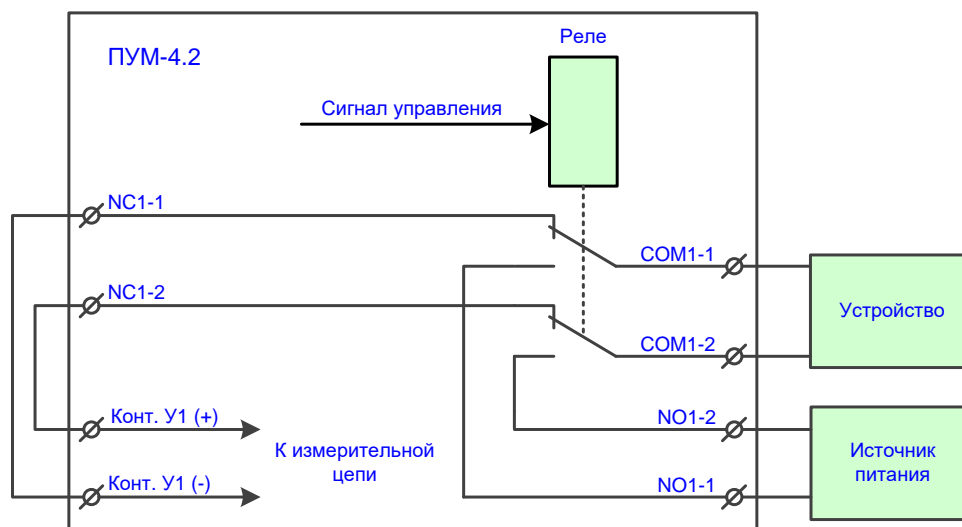 Реле
ПУМ-4.2
Сигнал управления
NC1-1
COM1-1
NC1-2
Устройство
COM1-2
Конт. У1 (+)
NO1-2
К измерительной
цепи
Источник
питания
Конт. У1 (-)
NO1-1